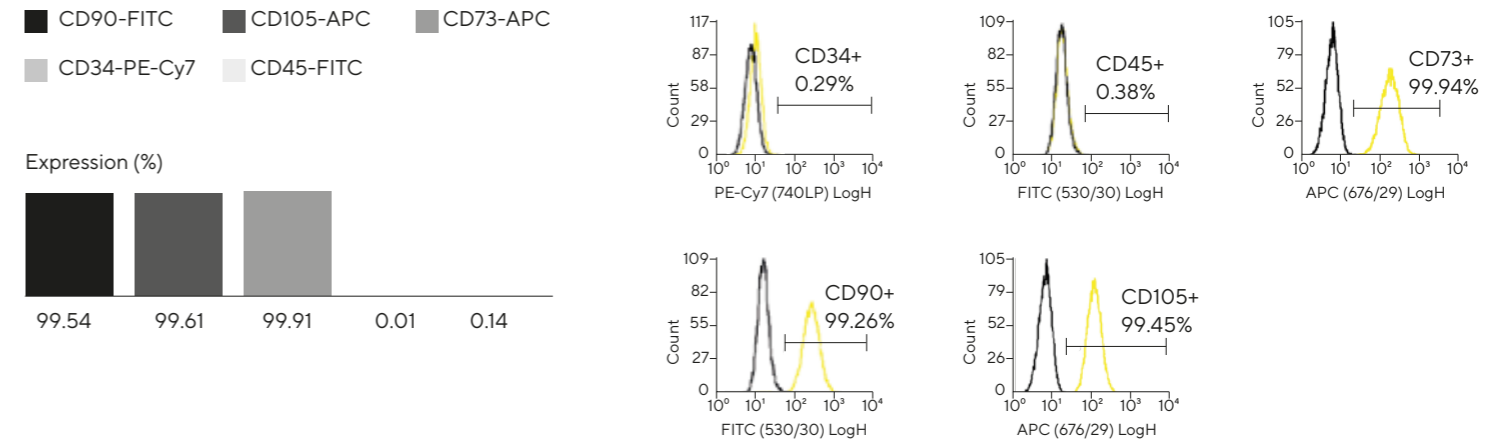 CD90-FITC
CD105-APC
CD73-APC
CD34-PE-Cy7
CD45-FITC
Expression (%)
99.54
99.61
99.91
0.01
0.14
117
87
58
29
0
Count
CD34+
0.29%
10⁰ 10¹ 10² 10³ 10⁴
PE-Cy7 (740LP) LogH
109
82
55
27
0
Count
CD45+
0.38%
10⁰ 10¹ 10² 10³ 10⁴
FITC (530/30) LogH
105
79
52
26
0
Count
CD73+
99.94%
10⁰ 10¹ 10² 10³ 10⁴
APC (676/29) LogH
109
82
55
27
0
Count
CD90+
99.26%
10⁰ 10¹ 10² 10³ 10⁴
FITC (530/30) LogH
105
79
52
26
0
Count
CD105+
99.45%
10⁰ 10¹ 10² 10³ 10⁴
APC (676/29) LogH